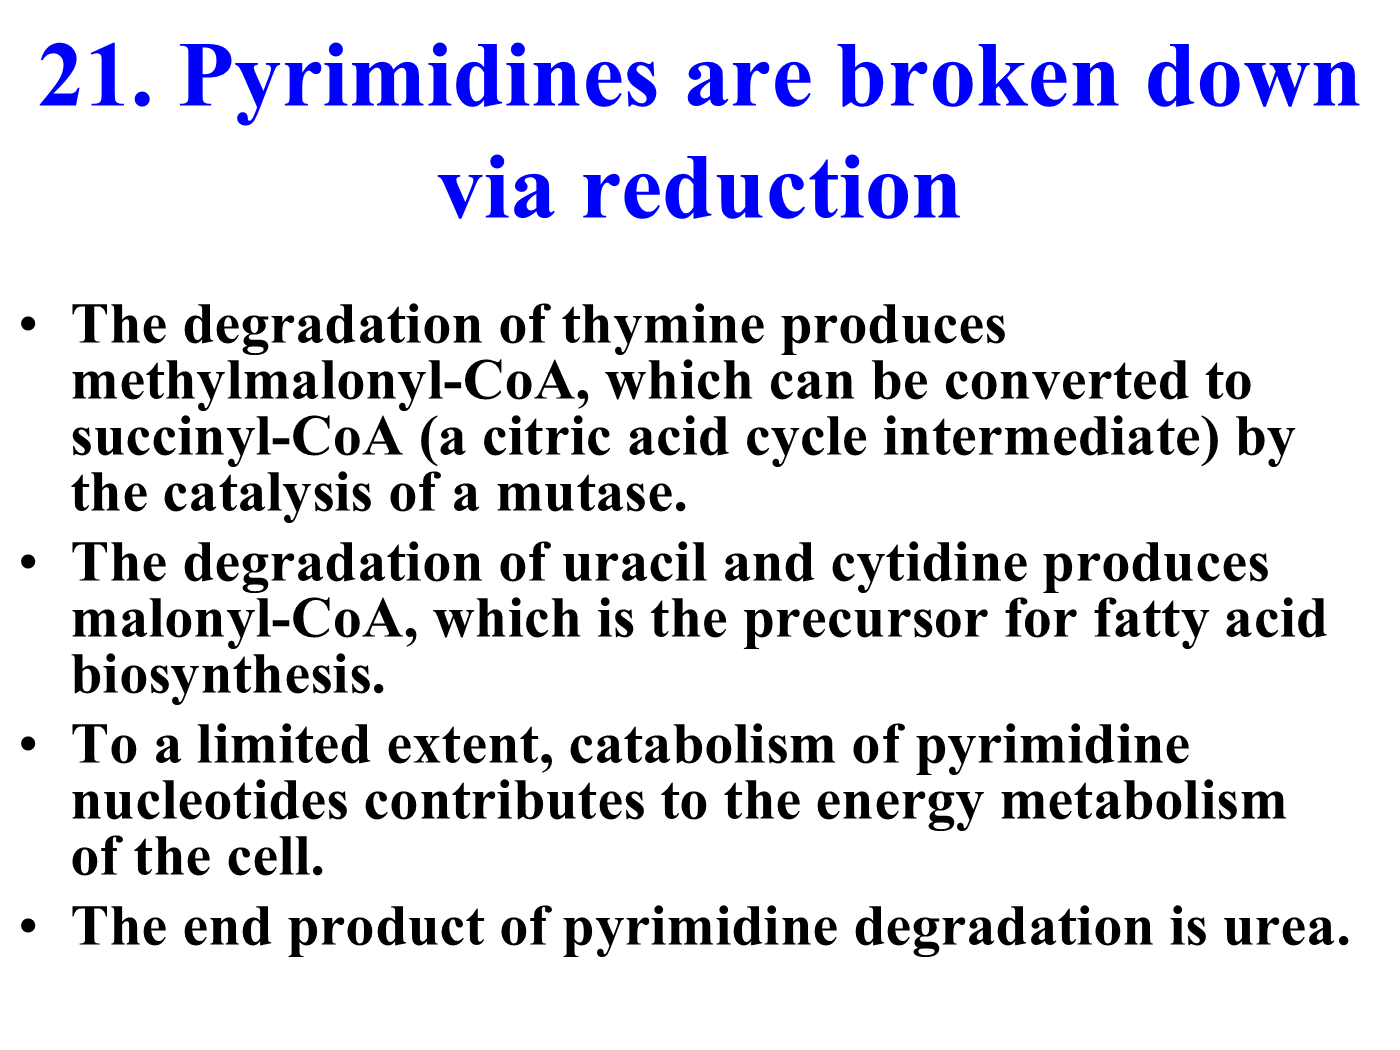 21. Pyrimidines are broken down
via reduction
• The degradation of thymine produces
methylmalonyl-CoA, which can be converted to
succinyl-CoA (a citric acid cycle intermediate) by
the catalysis of a mutase.
• The degradation of uracil and cytidine produces
malonyl-CoA, which is the precursor for fatty acid
biosynthesis.
• To a limited extent, catabolism of pyrimidine
nucleotides contributes to the energy metabolism
of the cell.
• The end product of pyrimidine degradation is urea.